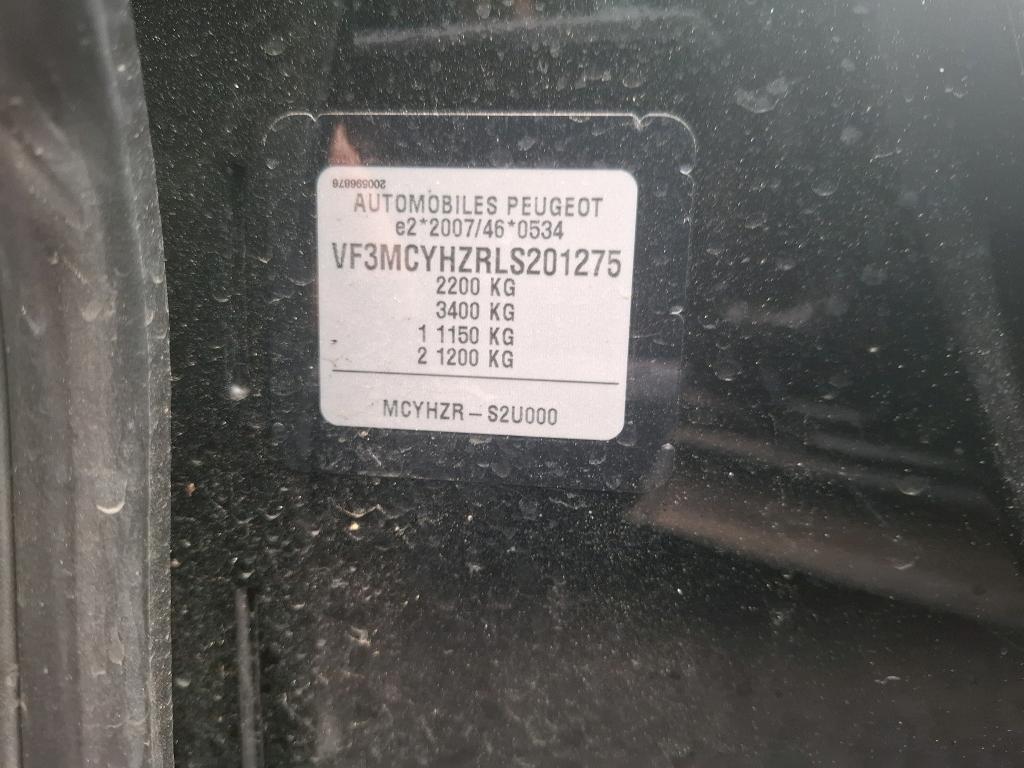 200596876
AUTOMOBILES PEUGEOT
e2*2007/46*0534
VF3MCYHZRLS201275
2200 KG
3400 KG
1 1150 KG
2 1200 KG
MCYHZR - S2U000